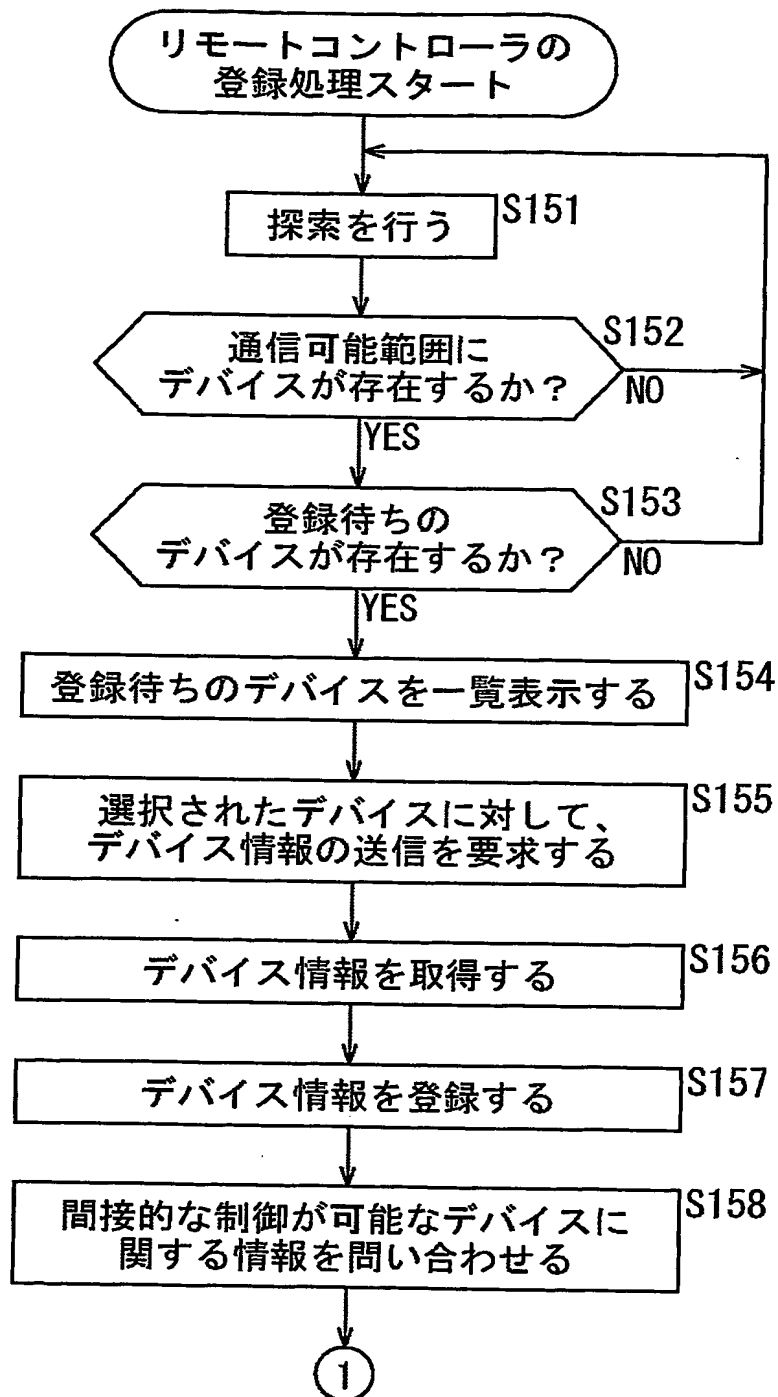 リモートコントローラの
登録処理スタート
探索を行う
S151
通信可能範囲に
デバイスが存在するか?
S152
NO
YES
登録待ちの
デバイスが存在するか?
S153
NO
YES
登録待ちのデバイスを一覧表示する
S154
選択されたデバイスに対して、
デバイス情報の送信を要求する
S155
デバイス情報を取得する
S156
デバイス情報を登録する
S157
間接的な制御が可能なデバイスに
関する情報を問い合わせる
S158
1